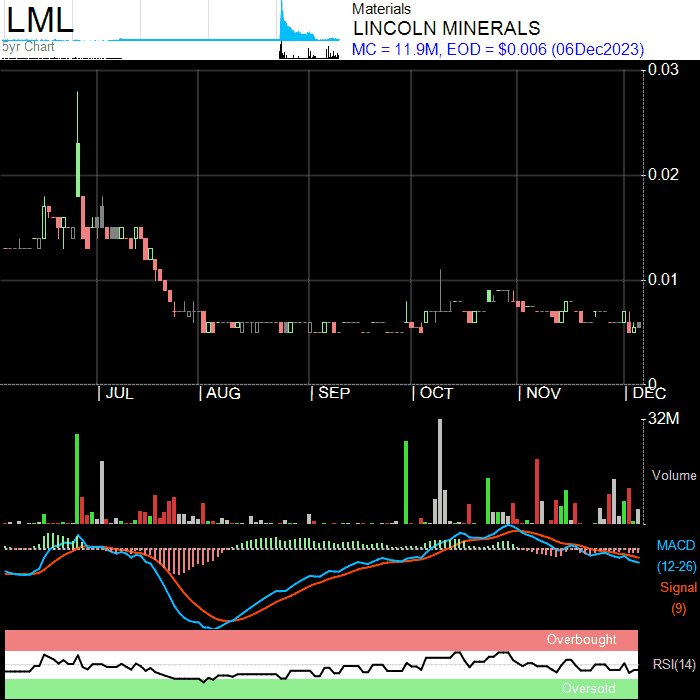 LML
5yr Chart
Materials
LINCOLN MINERALS
MC = 11.9M, EOD = $0.006 (06Dec2023)
0.03
0.02
0.01
0
| JUL | AUG | SEP | OCT | NOV | DEC
32M
Volume
MACD
(12-26)
Signal
(9)
Overbought
RSI(14)
Oversold